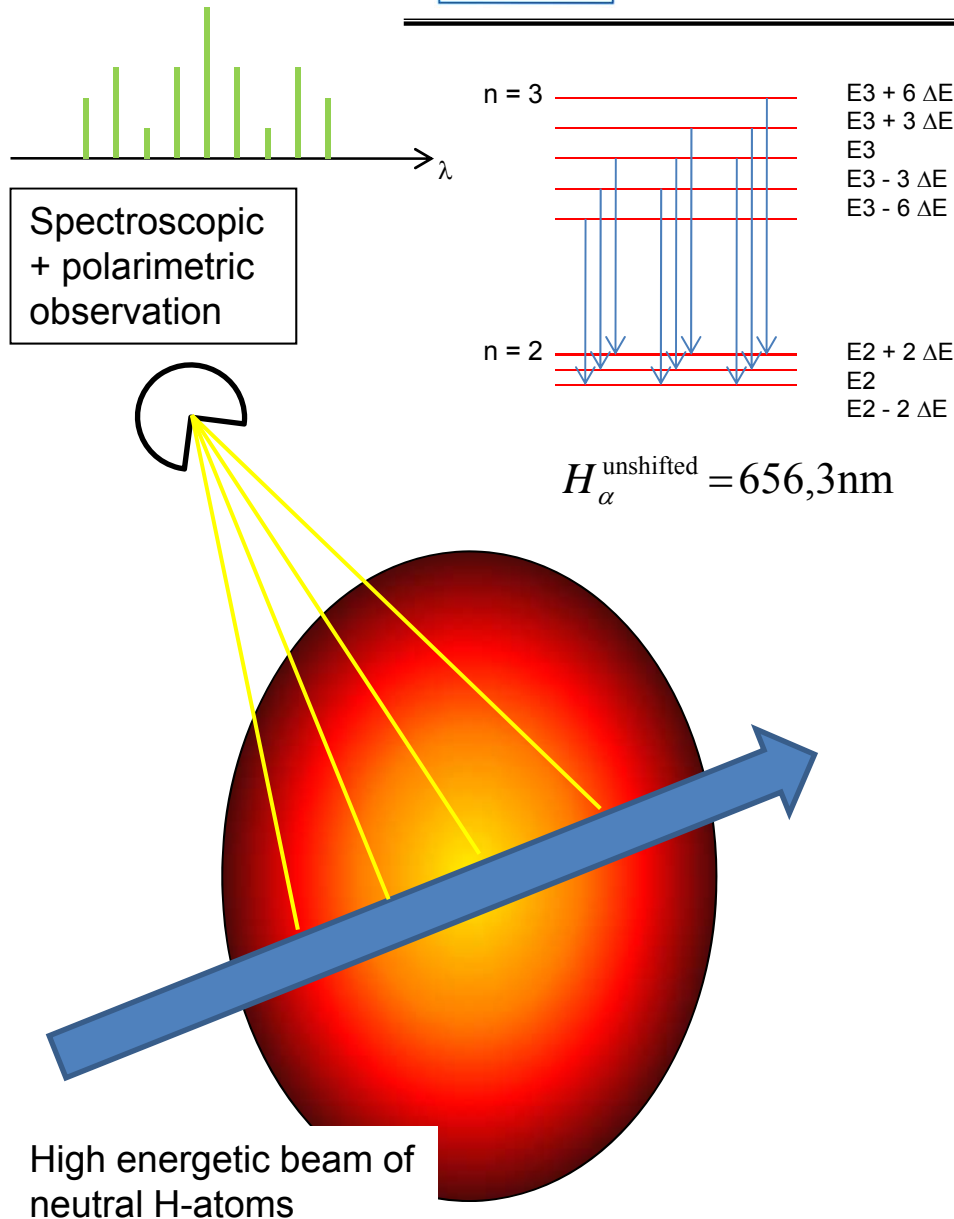 λ
Spectroscopic
+ polarimetric
observation
n = 3
E3 + 6 ΔE
E3 + 3 ΔE
E3
E3 - 3 ΔE
E3 - 6 ΔE
n = 2
E2 + 2 ΔE
E2
E2 - 2 ΔE
H_α^unshifted = 656,3nm
High energetic beam of
neutral H-atoms